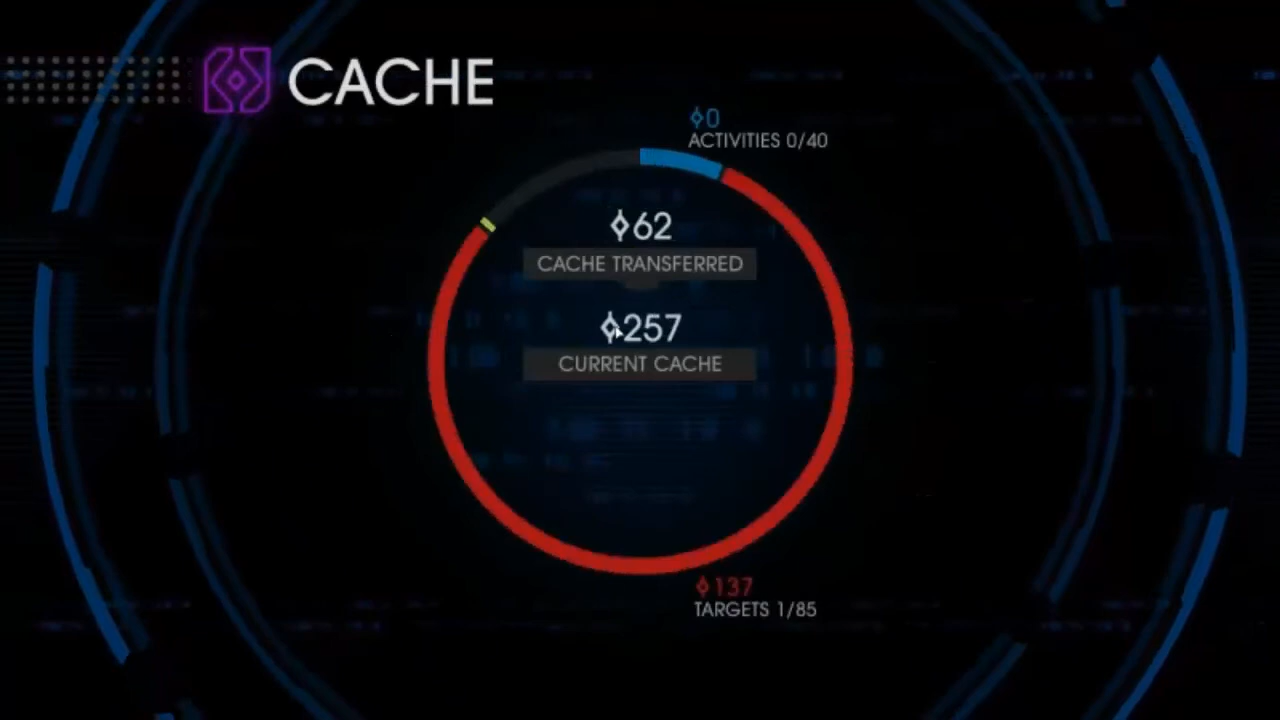 CACHE
0
ACTIVITIES 0/40
62
CACHE TRANSFERRED
257
CURRENT CACHE
137
TARGETS 1/85